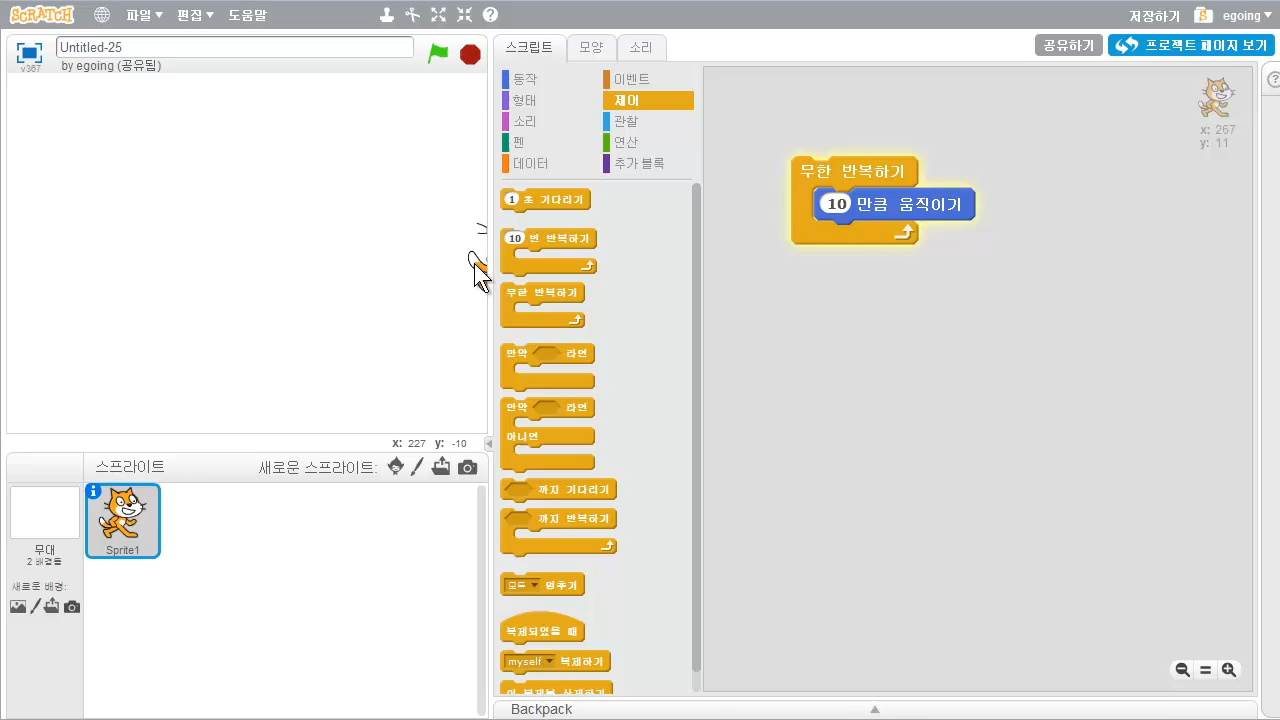 SCRATCH 파일▼ 편집▼ 도움말 저장하기 egoing▼
v367
Untitled-25
by egoing (공유됨)
스크립트 모양 소리
공유하기 프로젝트 페이지 보기
동작 이벤트
형태 제어
소리 관찰
펜 연산
데이터 추가 블록
1 초 기다리기
10 번 반복하기
무한 반복하기
만약 라면
만약 라면
아니면
까지 기다리기
까지 반복하기
모두 멈추기
복제되었을 때
myself 복제하기
이 복제본 삭제하기
무한 반복하기
10 만큼 움직이기
x: 267
y: 11
x: 227 y: -10
스프라이트 새로운 스프라이트:
Sprite1
무대
2 배경들
새로운 배경:
Backpack